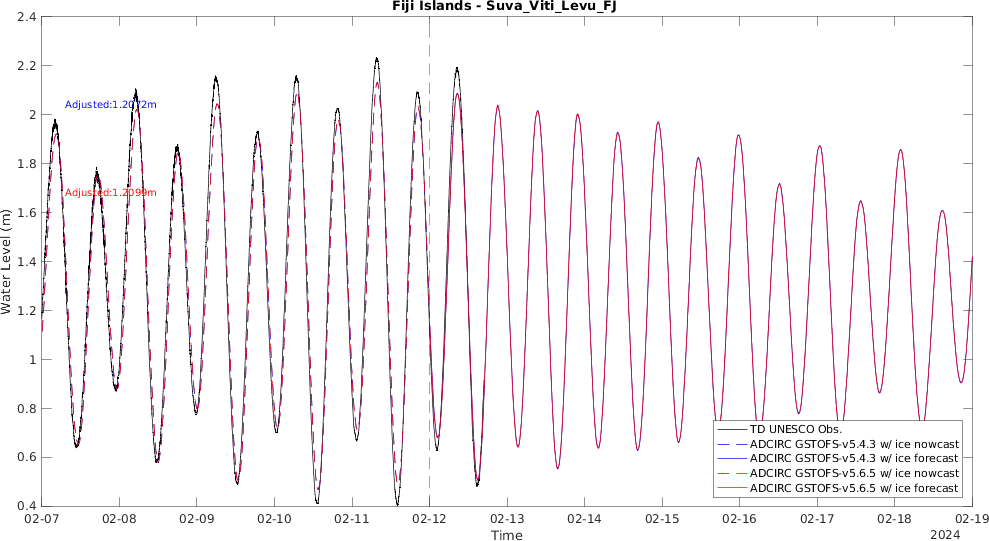 Fiji Islands - Suva_Viti_Levu_FJ
2.4
2.2
2
1.8
1.6
1.4
1.2
1
0.8
0.6
0.4
Water Level (m)
Adjusted:1.2072m
Adjusted:1.2099m
TD UNESCO Obs.
ADCIRC GSTOFS-v5.4.3 w/ ice nowcast
ADCIRC GSTOFS-v5.4.3 w/ ice forecast
ADCIRC GSTOFS-v5.6.5 w/ ice nowcast
ADCIRC GSTOFS-v5.6.5 w/ ice forecast
02-07 02-08 02-09 02-10 02-11 02-12 02-13 02-14 02-15 02-16 02-17 02-18 02-19
Time
2024